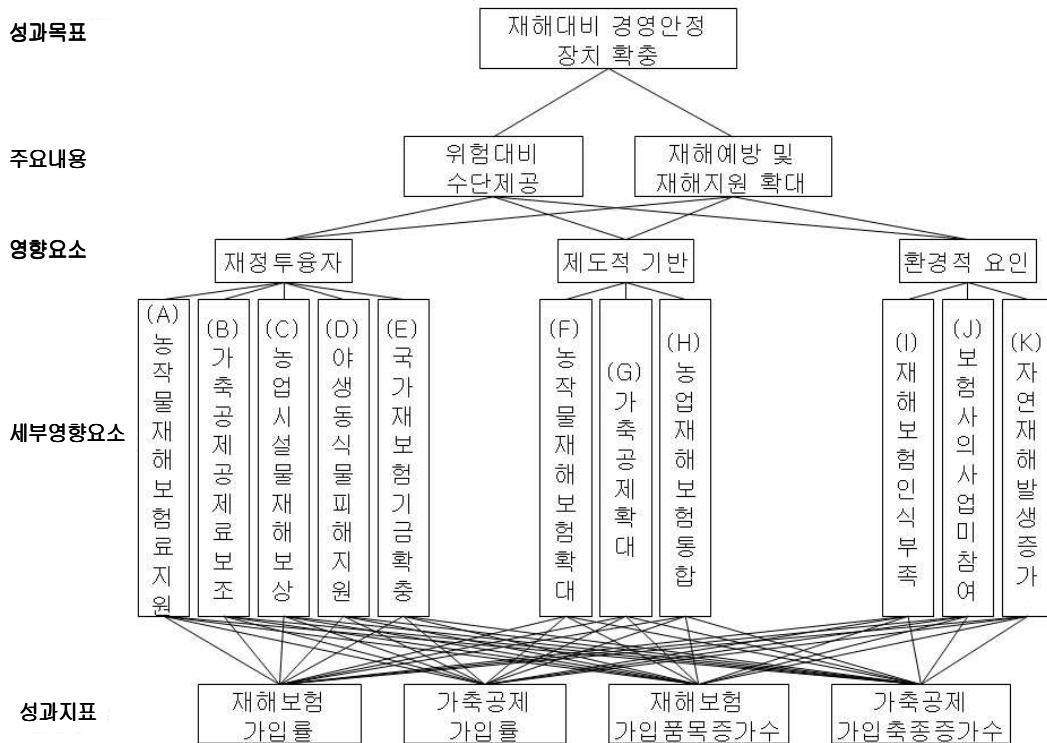 성과목표
재해대비 경영안정
장치 확충
주요내용
위험대비
수단제공
재해예방 및
재해지원 확대
영향요소
재정투융자
제도적 기반
환경적 요인
세부영향요소
(A)농작물재해보험료지원
(B)가축공제공제료보조
(C)농업시설물재해보상
(D)야생동식물피해지원
(E)국가재보험기금확충
(F)농작물재해보험확대
(G)가축공제확대
(H)농업재해보험통합
(I)재해보험인식부족
(J)보험사의사업미참여
(K)자연재해발생증가
성과지표
재해보험
가입률
가축공제
가입률
재해보험
가입품목증가수
가축공제
가입축종증가수